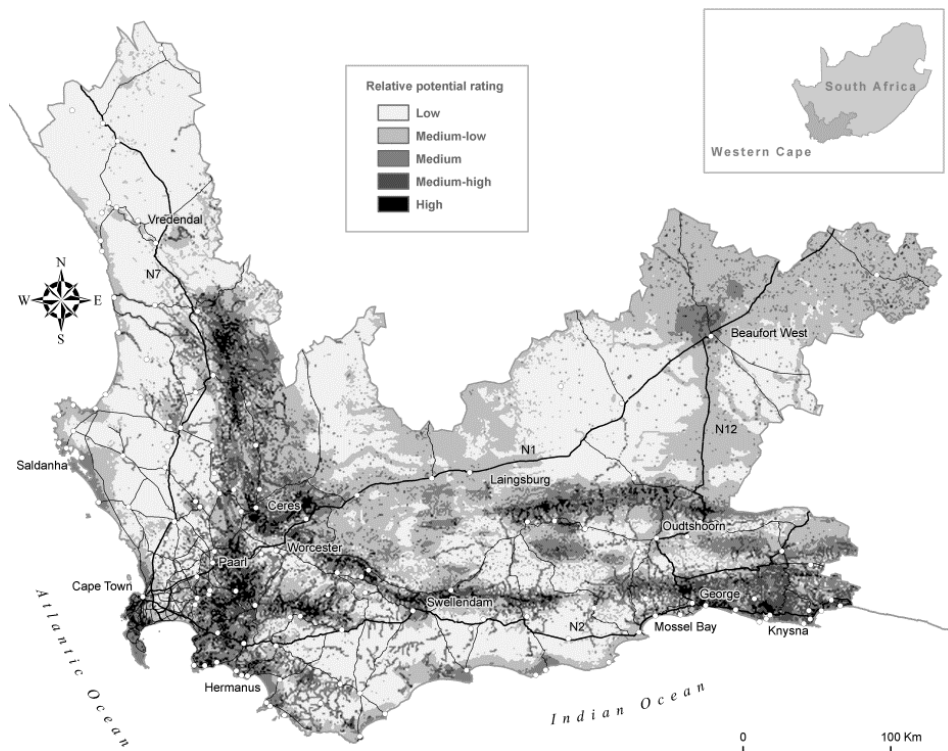 Relative potential rating
Low
Medium-low
Medium
Medium-high
High
South Africa
Western Cape
Vredendal
N
W
E
S
N7
Beaufort West
N12
N1
Saldanha
Laingsburg
Ceres
Oudtshoorn
Worcester
Paarl
Cape Town
George
Swellendam
N2
Mossel Bay
Knysna
Hermanus
Atlantic Ocean
Indian Ocean
0
100 Km